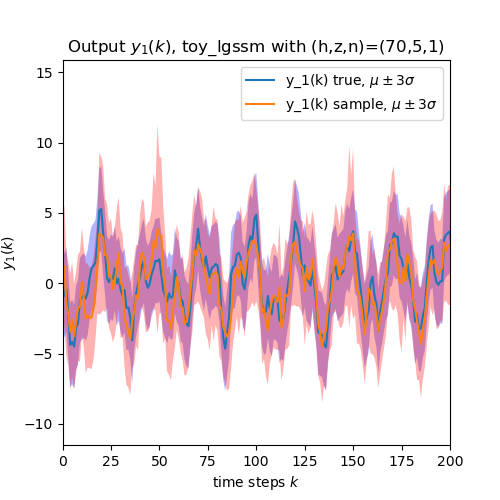 Output y₁(k), toy_lgssm with (h,z,n)=(70,5,1)
y_1(k) true, μ ± 3σ
y_1(k) sample, μ ± 3σ
15
10
5
0
−5
−10
y₁(k)
0 25 50 75 100 125 150 175 200
time steps k